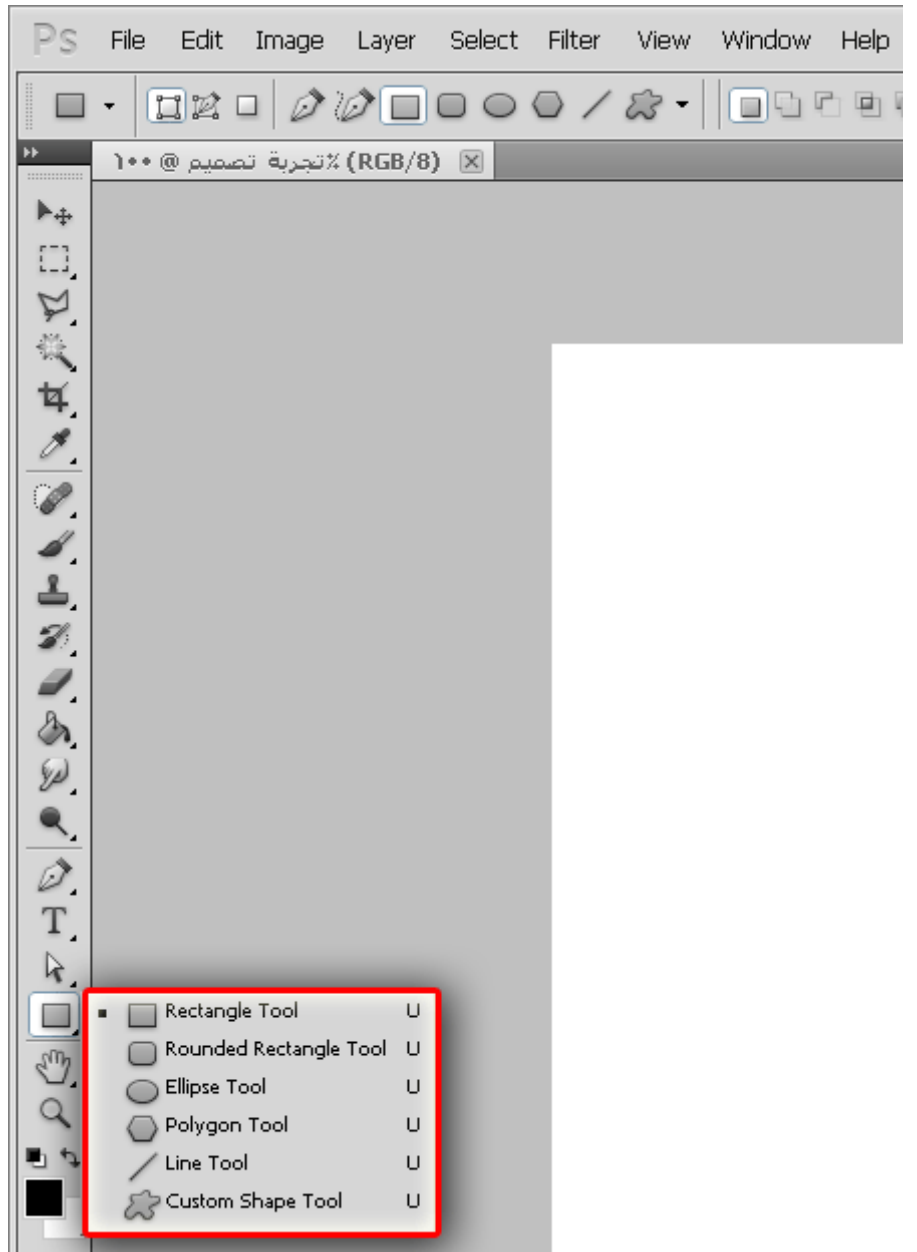 Ps File Edit Image Layer Select Filter View Window Help
تجربة تصميم @ ١٠٠٪ (RGB/8)
T
Rectangle Tool U
Rounded Rectangle Tool U
Ellipse Tool U
Polygon Tool U
Line Tool U
Custom Shape Tool U